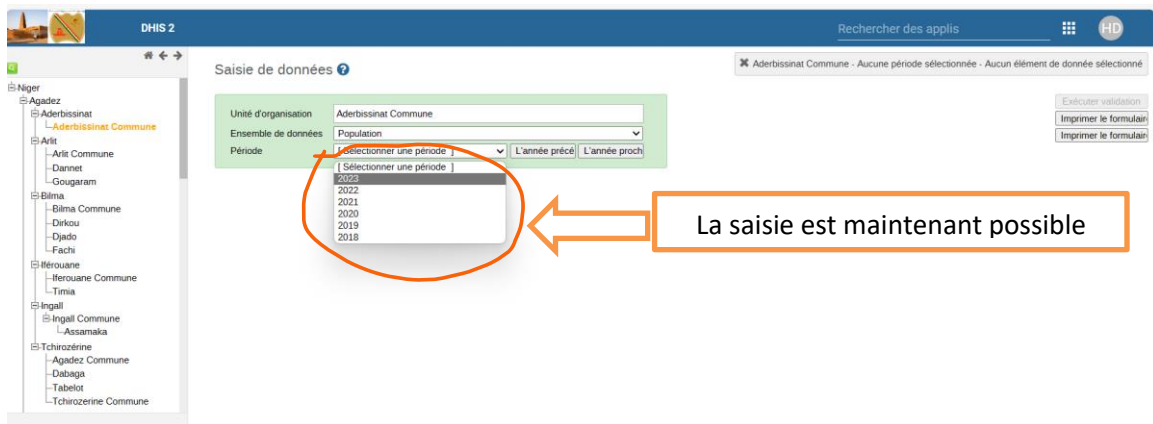 DHIS 2
Rechercher des applis
HD
Saisie de données
Aderbissinat Commune - Aucune période sélectionnée - Aucun élément de donnée sélectionné
Niger
Agadez
Aderbissinat
Aderbissinat Commune
Arlit
Arlit Commune
Dannet
Gougaram
Bilma
Bilma Commune
Dirkou
Djado
Fachi
Iférouane
Iferouane Commune
Timia
Ingall
Ingall Commune
Assamaka
Tchirozérine
Agadez Commune
Dabaga
Tabelot
Tchirozerine Commune
Unité d'organisation Aderbissinat Commune
Ensemble de données Population
Période [ Sélectionner une période ] L'année précé L'année proch
[ Sélectionner une période ]
2023
2022
2021
2020
2019
2018
Exécuter validation
Imprimer le formulair
Imprimer le formulair
La saisie est maintenant possible